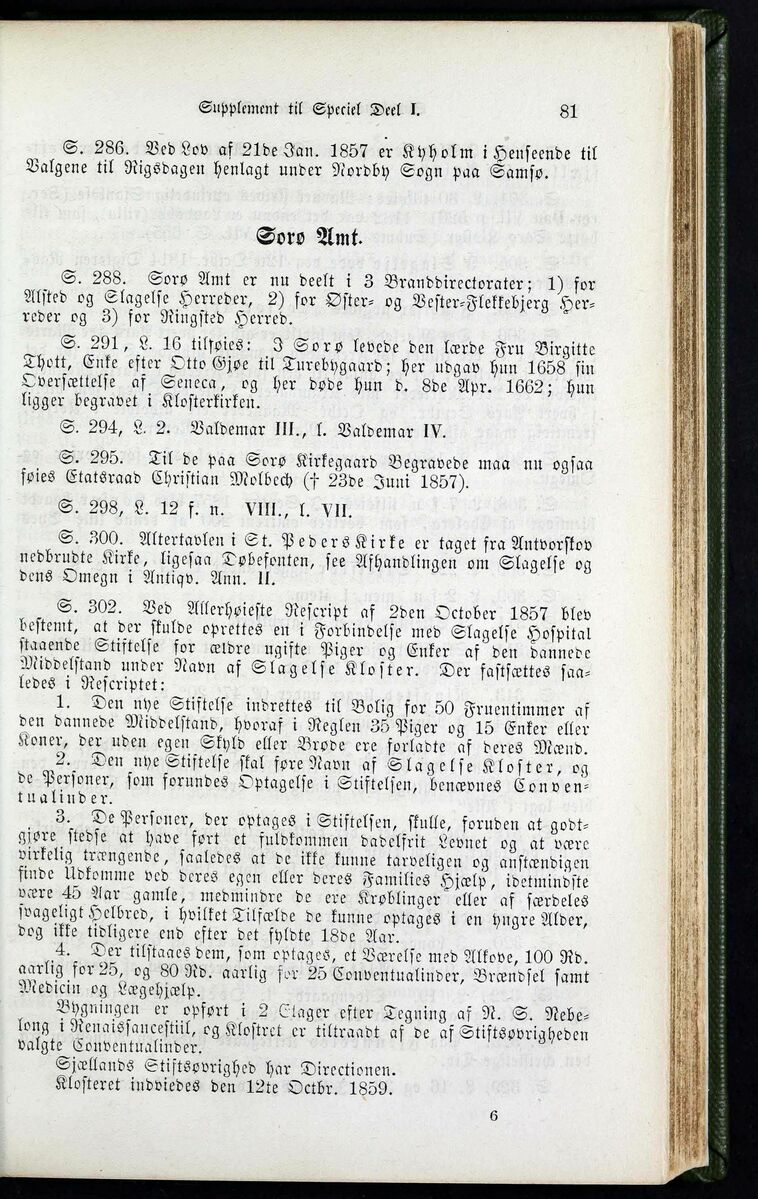 Supplement til Speciel Deel I. 81
S. 286. Ved Lov af 21de Jan. 1857 er Kyholm i Henseende til
Valgene til Rigsdagen henlagt under Nordby Sogn paa Samsø.
Sorø Amt.
S. 288. Sorø Amt er nu deelt i 3 Branddirectorater; 1) for
Alsted og Slagelse Herreder, 2) for Øster- og Vester-Flekkebjerg Her-
reder og 3) for Ringsted Herred.
S. 291, L. 16 tilføies: I Sorø levede den lærde Fru Birgitte
Thott, Enke efter Otto Gjøe til Turebygaard; her udgav hun 1658 sin
Oversættelse af Seneca, og her døde hun d. 8de Apr. 1662; hun
ligger begravet i Klosterkirken.
S. 294, L. 2. Valdemar III., l. Valdemar IV.
S. 295. Til de paa Sorø Kirkegaard Begravede maa nu ogsaa
føies Etatsraad Christian Molbech († 23de Juni 1857).
S. 298, L. 12 f. n. VIII., l. VII.
S. 300. Altertavlen i St. Peders Kirke er taget fra Antvorskov
nedbrudte Kirke, ligesaa Døbefonten, see Afhandlingen om Slagelse og
dens Omegn i Antiqv. Ann. II.
S. 302. Ved Allerhøieste Rescript af 2den October 1857 blev
bestemt, at der skulde oprettes en i Forbindelse med Slagelse Hospital
staaende Stiftelse for ældre ugifte Piger og Enker af den dannede
Middelstand under Navn af Slagelse Kloster. Der fastsættes saa-
ledes i Rescriptet:
1. Den nye Stiftelse indrettes til Bolig for 50 Fruentimmer af
den dannede Middelstand, hvoraf i Reglen 35 Piger og 15 Enker eller
Koner, der uden egen Skyld eller Brøde ere forladte af deres Mænd.
2. Den nye Stiftelse skal føre Navn af Slagelse Kloster, og
de Personer, som forundes Optagelse i Stiftelsen, benævnes Conven-
tualinder.
3. De Personer, der optages i Stiftelsen, skulle, foruden at godt-
gjøre stedse at have ført et fuldkommen dadelfrit Levnet og at være
virkelig trængende, saaledes at de ikke kunne tarveligen og anstændigen
finde Udkomme ved deres egen eller deres Families Hjælp, idetmindste
være 45 Aar gamle, medmindre de ere Krøblinger eller af særdeles
svageligt Helbred, i hvilket Tilfælde de kunne optages i en yngre Alder,
dog ikke tidligere end efter det fyldte 18de Aar.
4. Der tilstaaes dem, som optages, et Værelse med Alkove, 100 Rd.
aarlig for 25, og 80 Rd. aarlig for 25 Conventualinder, Brændsel samt
Medicin og Lægehjælp.
Bygningen er opført i 2 Etager efter Tegning af N. S. Nebe-
long i Renaissancestiil, og Klostret er tiltraadt af de af Stiftsøvrigheden
valgte Conventualinder.
Sjællands Stiftsøvrighed har Directionen.
Klosteret indviedes den 12te Octbr. 1859.
6